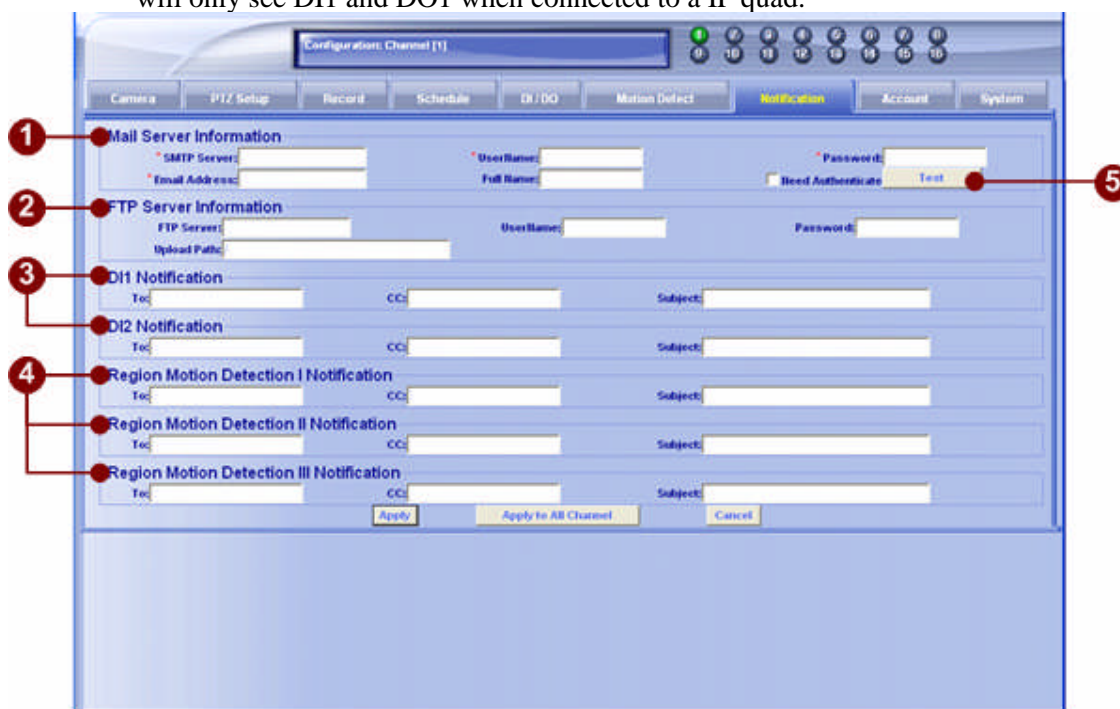 will only see DI1 and DO1 when connected to a IP quad.
Configuration: Channel [1]
1 2 3 4 5 6 7 8
9 10 11 12 13 14 15 16
Camera PTZ Setup Record Schedule DI/DO Motion Detect Notification Account System
1 Mail Server Information
*SMTP Server: *UserName: *Password:
*Email Address: Full Name: Need Authenticate Test 5
2 FTP Server Information
FTP Server: UserName: Password:
Upload Path:
3 DI1 Notification
To: CC: Subject:
DI2 Notification
To: CC: Subject:
4 Region Motion Detection I Notification
To: CC: Subject:
Region Motion Detection II Notification
To: CC: Subject:
Region Motion Detection III Notification
To: CC: Subject:
Apply Apply to All Channel Cancel